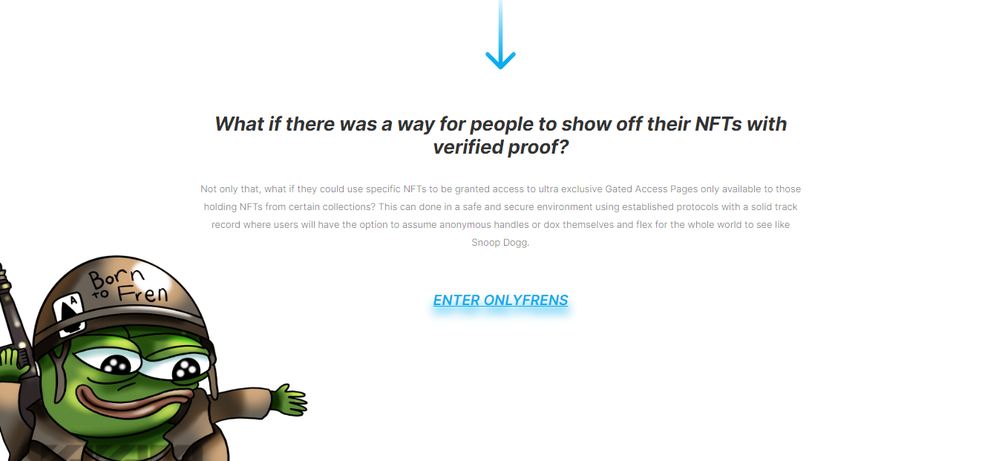 What if there was a way for people to show off their NFTs with
verified proof?
Not only that, what if they could use specific NFTs to be granted access to ultra exclusive Gated Access Pages only available to those
holding NFTs from certain collections? This can done in a safe and secure environment using established protocols with a solid track
record where users will have the option to assume anonymous handles or dox themselves and flex for the whole world to see like
Snoop Dogg.
ENTER ONLYFRENS
Born
to Fren
A